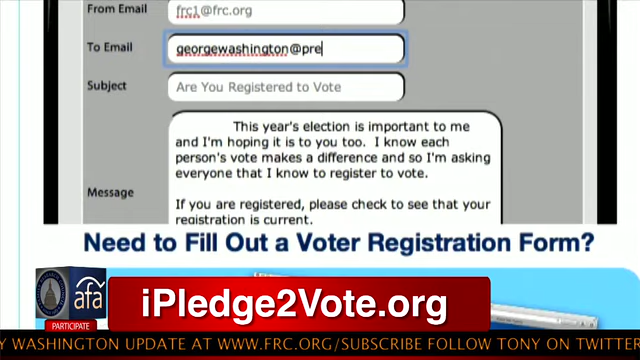 From Email
frc1@frc.org
To Email
georgewashington@pre
Subject
Are You Registered to Vote
Message
This year's election is important to me
and I'm hoping it is to you too. I know each
person's vote makes a difference and so I'm asking
everyone that I know to register to vote.
If you are registered, please check to see that your
registration is current.
Need to Fill Out a Voter Registration Form?
afa
PARTICIPATE
iPledge2Vote.org
Y WASHINGTON UPDATE AT WWW.FRC.ORG/SUBSCRIBE FOLLOW TONY ON TWITTER